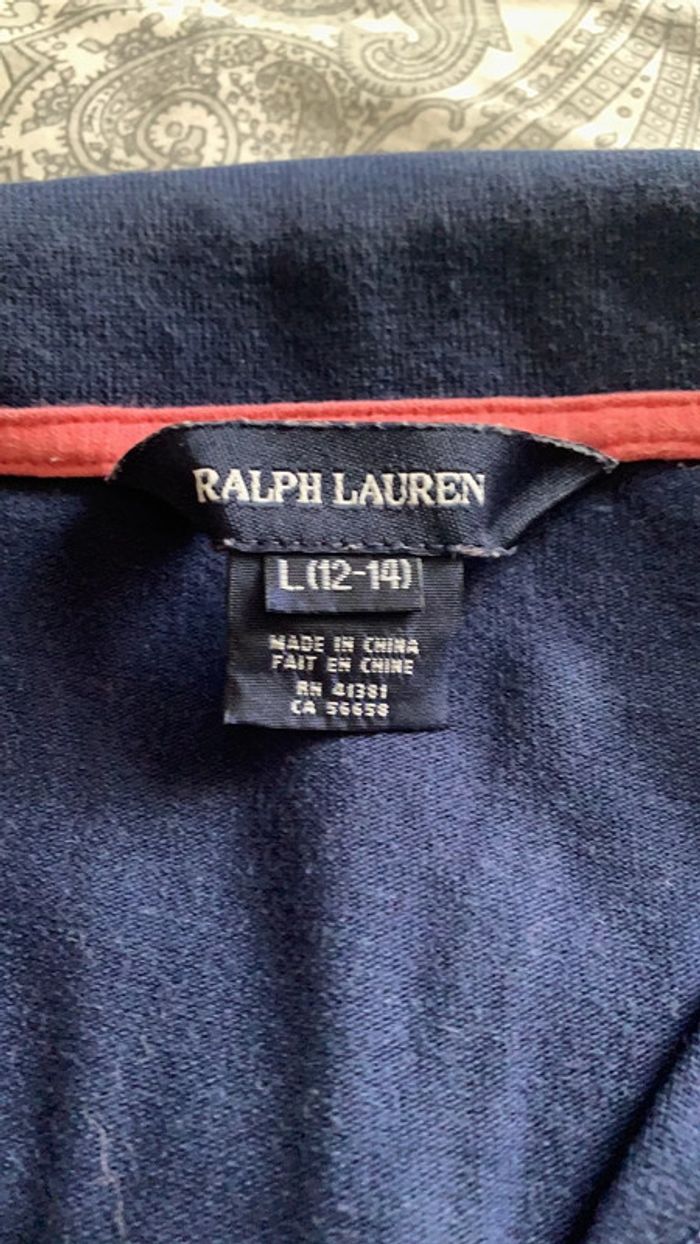 RALPH LAUREN
L(12-14)
MADE IN CHINA
FAIT EN CHINE
RN 41381
CA 56658